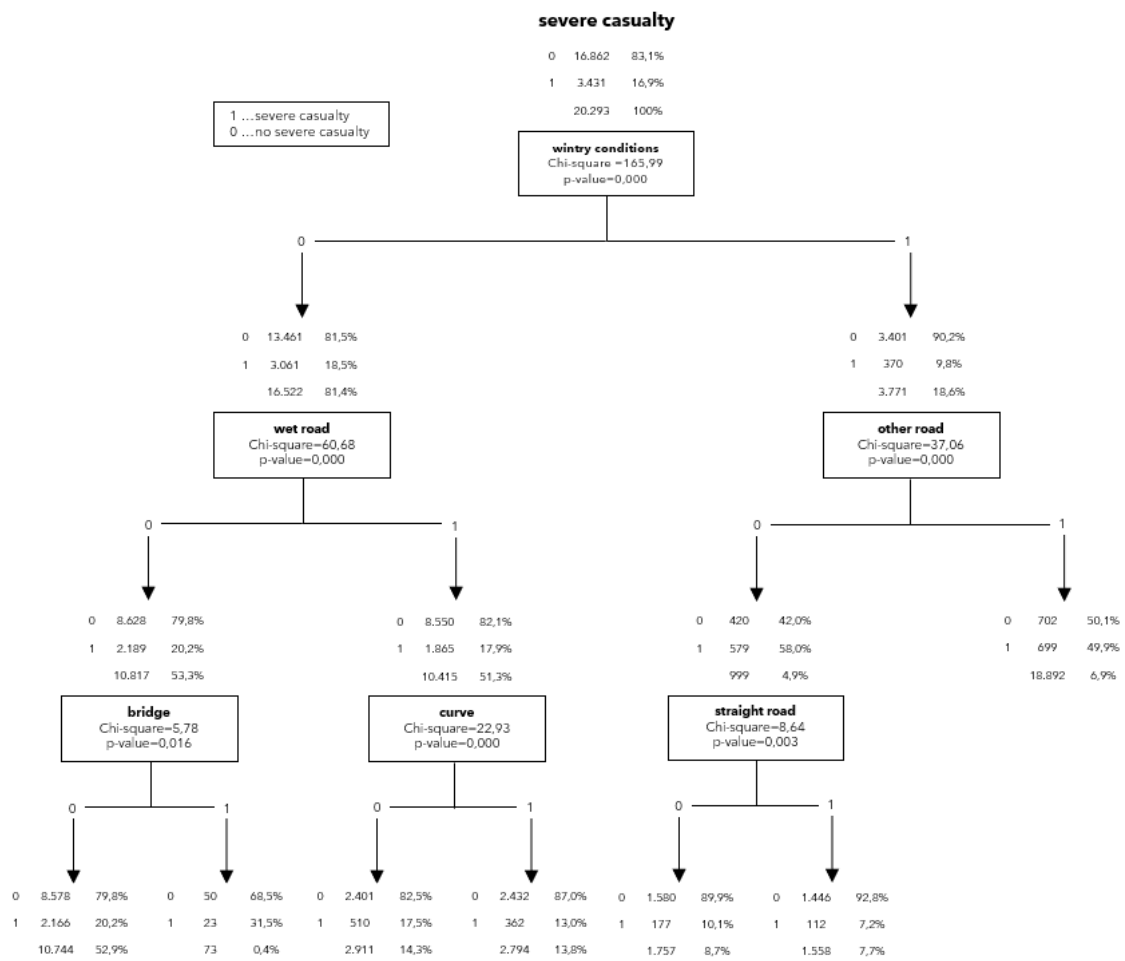 severe casualty
0 16.862 83,1%
1 3.431 16,9%
20.293 100%
1 ...severe casualty
0 ...no severe casualty
wintry conditions
Chi-square =165,99
p-value=0,000
0 1
0 13.461 81,5%
1 3.061 18,5%
16.522 81,4%
0 3.401 90,2%
1 370 9,8%
3.771 18,6%
wet road
Chi-square=60,68
p-value=0,000
other road
Chi-square=37,06
p-value=0,000
0 1
0 1
0 8.628 79,8%
1 2.189 20,2%
10.817 53,3%
0 8.550 82,1%
1 1.865 17,9%
10.415 51,3%
0 420 42,0%
1 579 58,0%
999 4,9%
0 702 50,1%
1 699 49,9%
18.892 6,9%
bridge
Chi-square=5,78
p-value=0,016
curve
Chi-square=22,93
p-value=0,000
straight road
Chi-square=8,64
p-value=0,003
0 1
0 1
0 1
0 8.578 79,8%
1 2.166 20,2%
10.744 52,9%
0 50 68,5%
1 23 31,5%
73 0,4%
0 2.401 82,5%
1 510 17,5%
2.911 14,3%
0 2.432 87,0%
1 362 13,0%
2.794 13,8%
0 1.580 89,9%
1 177 10,1%
1.757 8,7%
0 1.446 92,8%
1 112 7,2%
1.558 7,7%